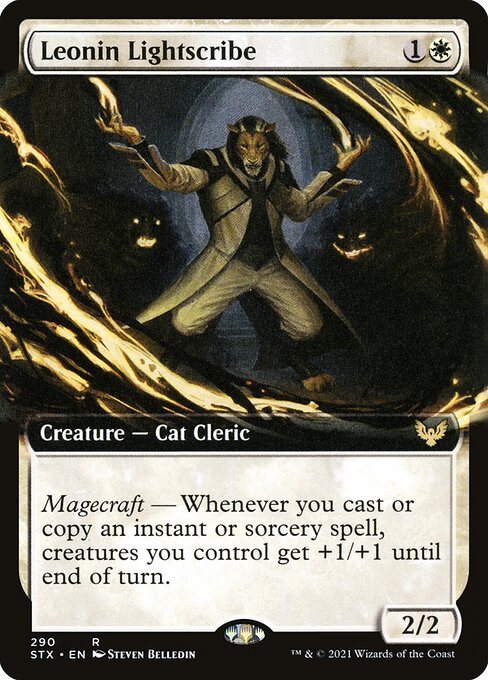 Leonin Lightscribe 1
Creature — Cat Cleric
Magecraft — Whenever you cast or
copy an instant or sorcery spell,
creatures you control get +1/+1 until
end of turn.
2/2
290 R
STX • EN Steven Belledin ™ & © 2021 Wizards of the Coast